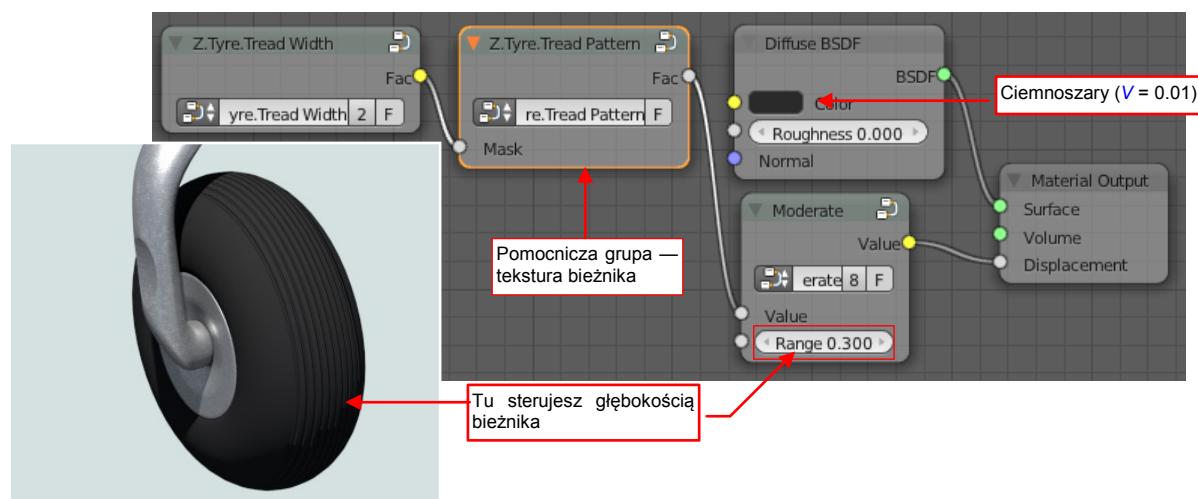 Z.Tyre.Tread Width
Fac
yre.Tread Width 2 F
Z.Tyre.Tread Pattern
Fac
re.Tread Pattern F
Mask
Diffuse BSDF
BSDF
Color
Roughness 0.000
Normal
Ciemnoszary (V = 0.01)
Material Output
Surface
Volume
Displacement
Moderate
Value
erate 8 F
Value
Range 0.300
Pomocnicza grupa —
tekstura bieżnika
Tu sterujesz głębokością
bieżnika